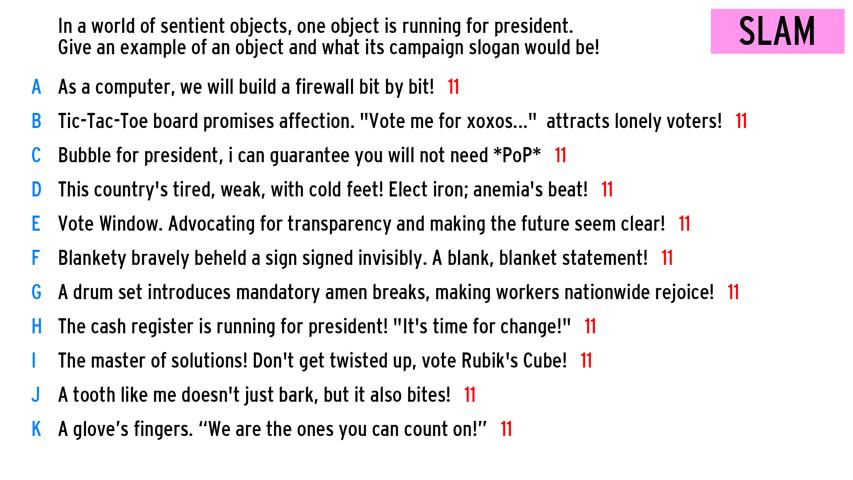 In a world of sentient objects, one object is running for president.
Give an example of an object and what its campaign slogan would be!
SLAM
A As a computer, we will build a firewall bit by bit! 11
B Tic-Tac-Toe board promises affection. "Vote me for xoxos..."  attracts lonely voters! 11
C Bubble for president, i can guarantee you will not need *PoP* 11
D This country's tired, weak, with cold feet! Elect iron; anemia's beat! 11
E Vote Window. Advocating for transparency and making the future seem clear! 11
F Blankety bravely beheld a sign signed invisibly. A blank, blanket statement! 11
G A drum set introduces mandatory amen breaks, making workers nationwide rejoice! 11
H The cash register is running for president! "It's time for change!" 11
I The master of solutions! Don't get twisted up, vote Rubik's Cube! 11
J A tooth like me doesn't just bark, but it also bites! 11
K A glove’s fingers. “We are the ones you can count on!” 11